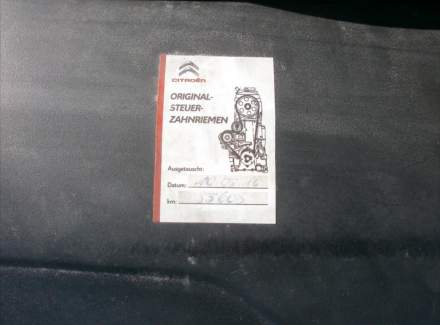 CITROËN
ORIGINAL-
STEUER-
ZAHNRIEMEN
Ausgetauscht:
Datum:
km: